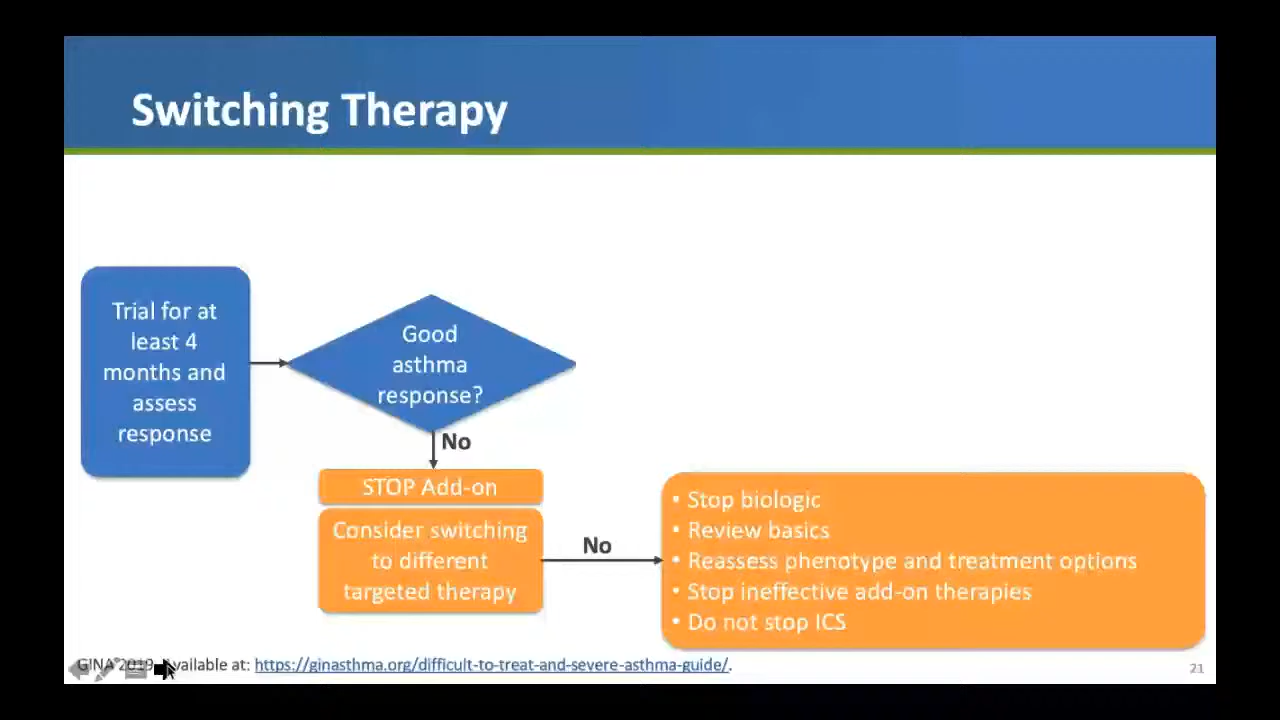 Switching Therapy
Trial for at
least 4
months and
assess
response
Good
asthma
response?
No
STOP Add-on
Consider switching
to different
targeted therapy
No
• Stop biologic
• Review basics
• Reassess phenotype and treatment options
• Stop ineffective add-on therapies
• Do not stop ICS
GINA 2019. Available at: https://ginasthma.org/difficult-to-treat-and-severe-asthma-guide/.
21